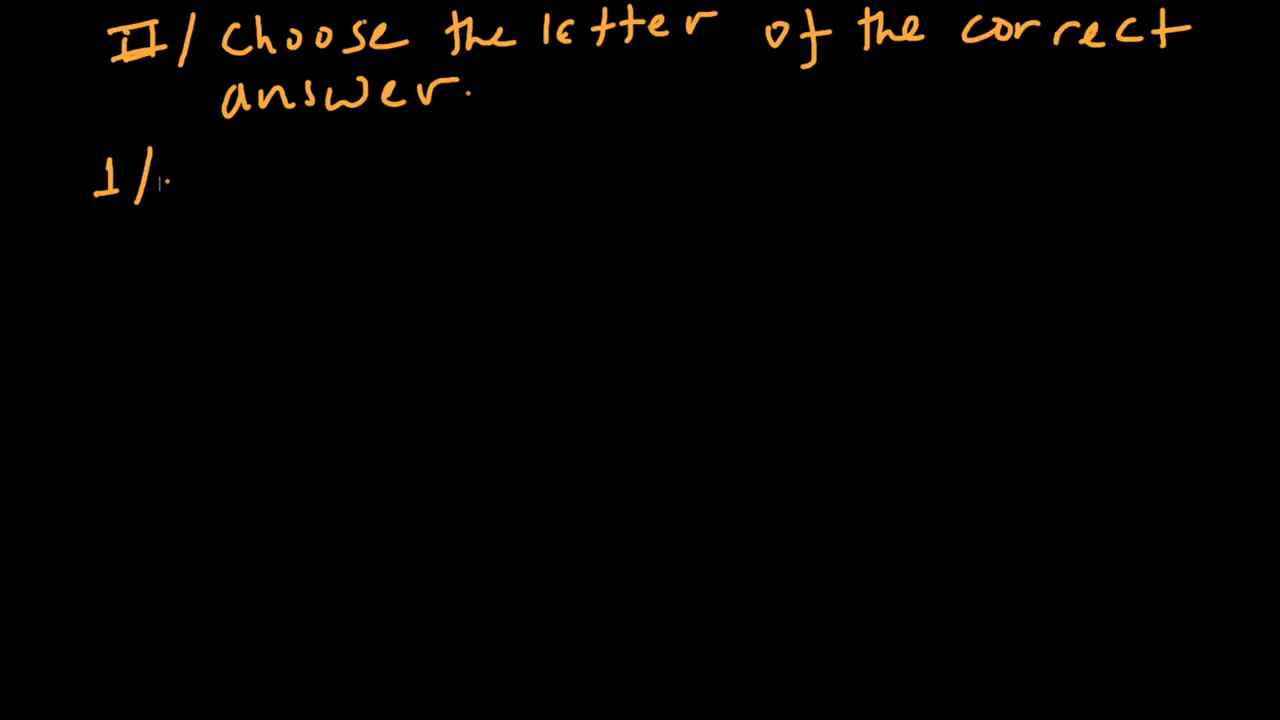 II/ Choose the letter of the correct
answer.
1/.